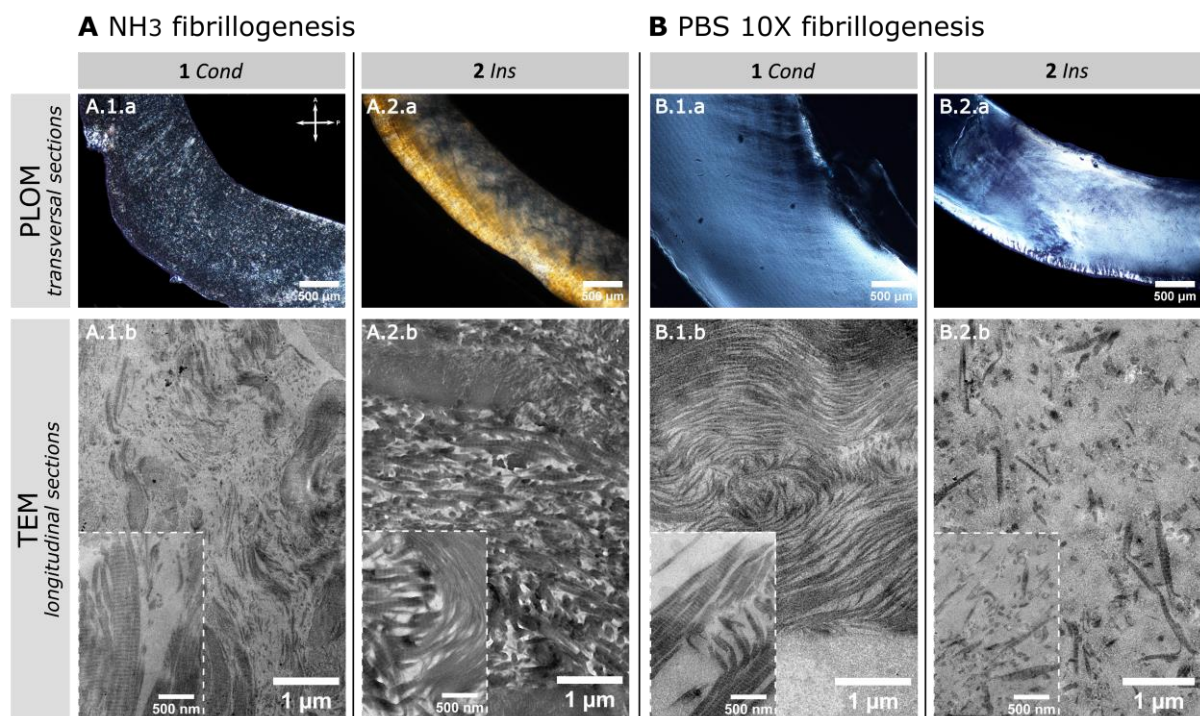 A NH3 fibrillogenesis
B PBS 10X fibrillogenesis
1 Cond
2 Ins
1 Cond
2 Ins
PLOM
transversal sections
A.1.a
A
P
500 µm
A.2.a
500 µm
B.1.a
500 µm
B.2.a
500 µm
TEM
longitudinal sections
A.1.b
500 nm
1 µm
A.2.b
500 nm
1 µm
B.1.b
500 nm
1 µm
B.2.b
500 nm
1 µm